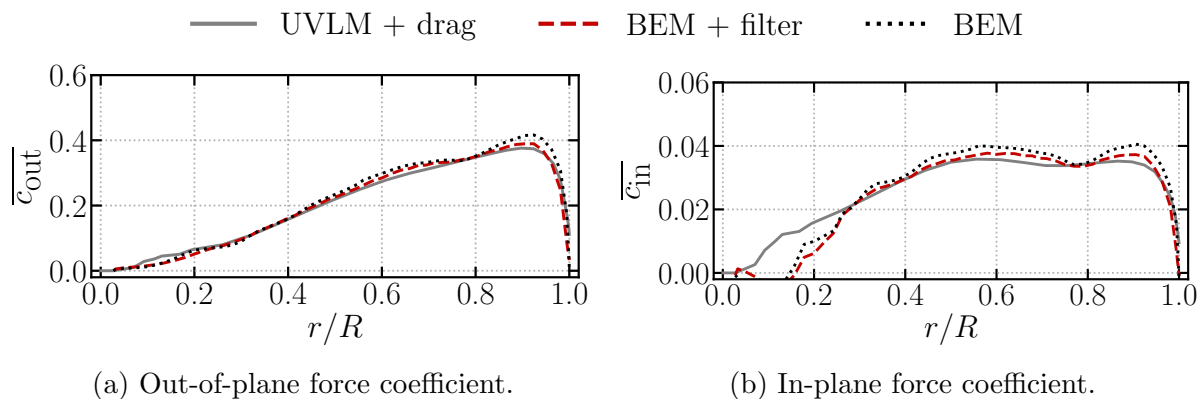 UVLM + drag BEM + filter BEM
0.6
0.4
0.2
0.0
c_out
0.0 0.2 0.4 0.6 0.8 1.0
r/R
(a) Out-of-plane force coefficient.
0.06
0.04
0.02
0.00
c_in
0.0 0.2 0.4 0.6 0.8 1.0
r/R
(b) In-plane force coefficient.